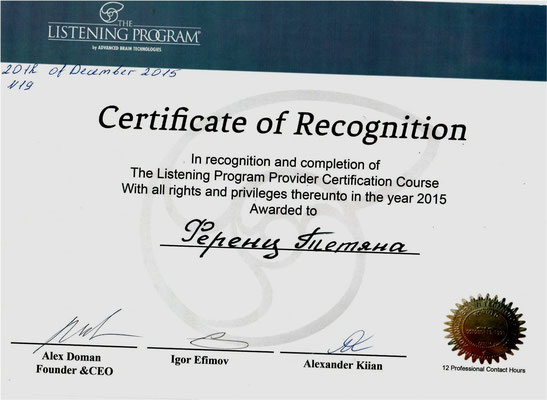 THE
LISTENING PROGRAM®
by ADVANCED BRAIN TECHNOLOGIES
20th of December 2015
№19
Certificate of Recognition
In recognition and completion of
The Listening Program Provider Certification Course
With all rights and privileges thereunto in the year 2015
Awarded to
Ференц Тетяна
Alex Doman
Founder &CEO
Igor Efimov
Alexander Kiian
12 Professional Contact Hours